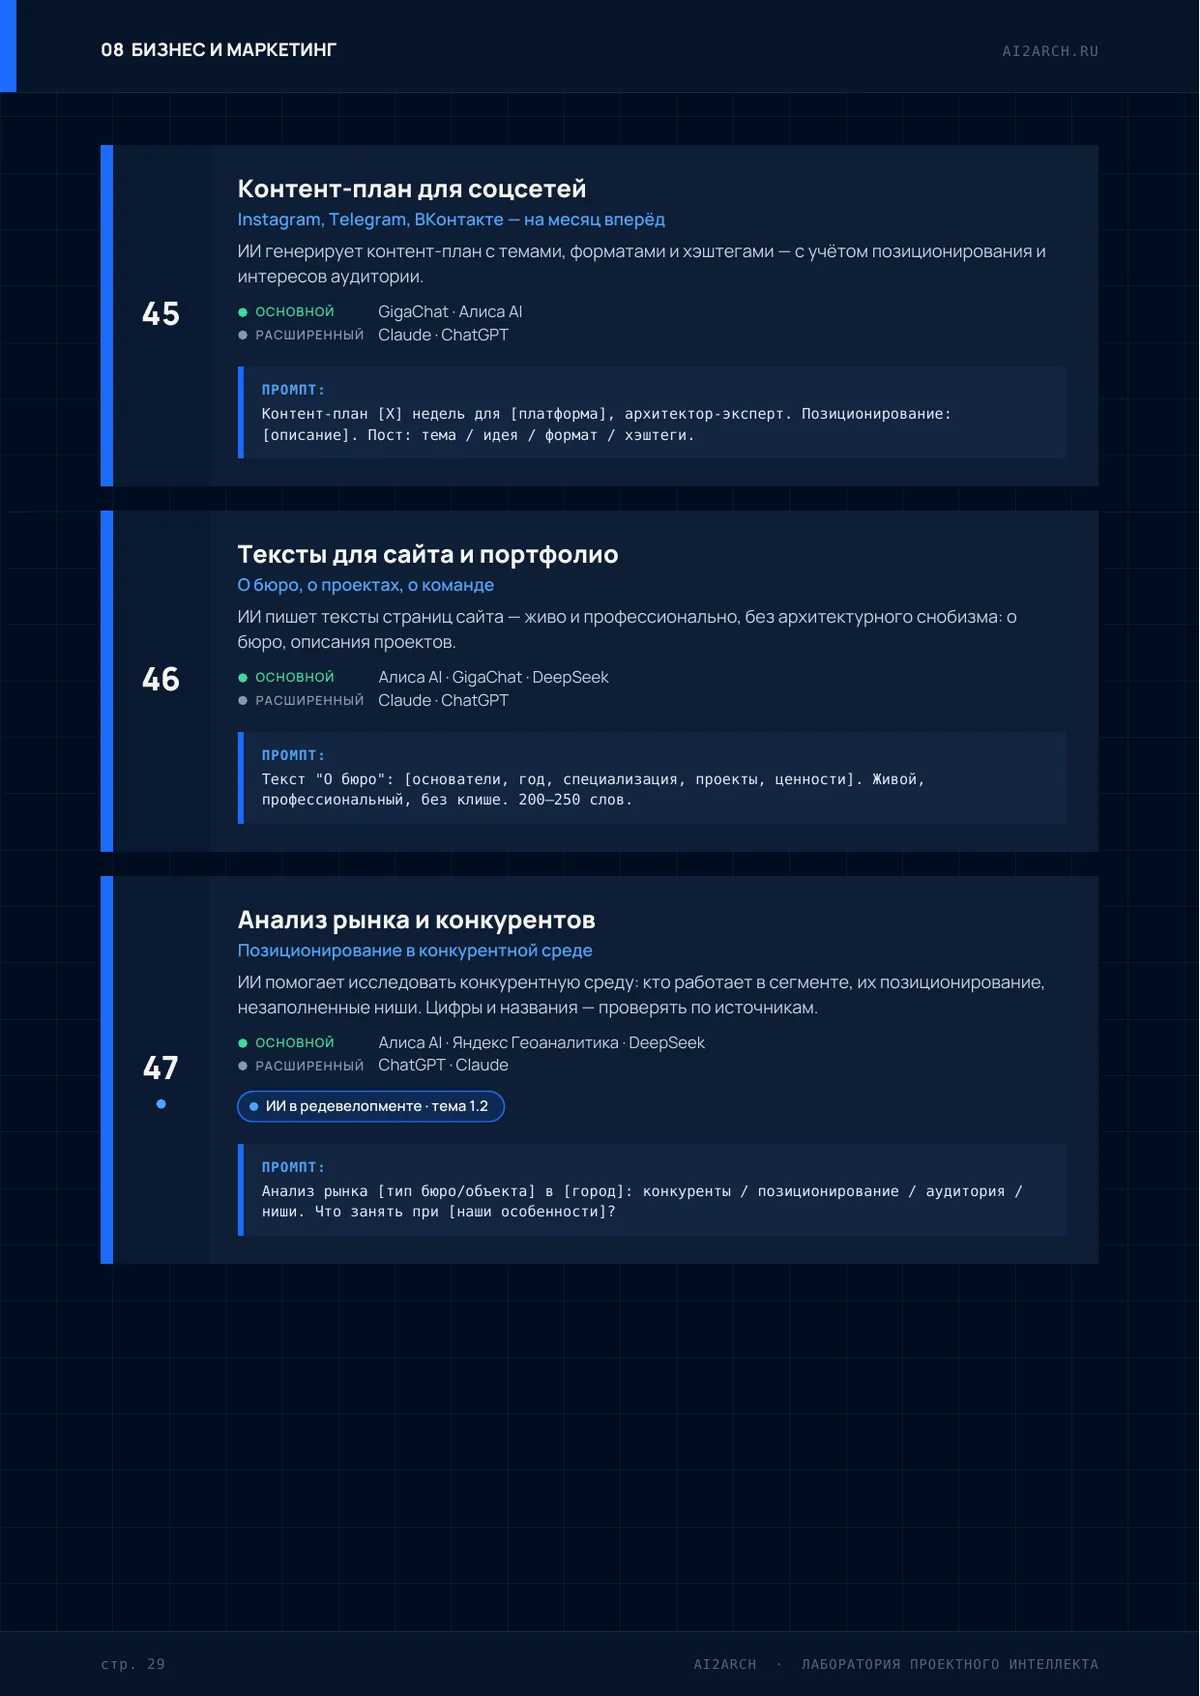 08 БИЗНЕС И МАРКЕТИНГ
AI2ARCH.RU
Контент-план для соцсетей
Instagram, Telegram, ВКонтакте — на месяц вперёд
ИИ генерирует контент-план с темами, форматами и хэштегами — с учётом позиционирования и
интересов аудитории.
45
ОСНОВНОЙ GigaChat · Алиса AI
РАСШИРЕННЫЙ Claude · ChatGPT
ПРОМПТ:
Контент-план [X] недель для [платформа], архитектор-эксперт. Позиционирование:
[описание]. Пост: тема / идея / формат / хэштеги.
Тексты для сайта и портфолио
О бюро, о проектах, о команде
ИИ пишет тексты страниц сайта — живо и профессионально, без архитектурного снобизма: о
бюро, описания проектов.
46
ОСНОВНОЙ Алиса AI · GigaChat · DeepSeek
РАСШИРЕННЫЙ Claude · ChatGPT
ПРОМПТ:
Текст "О бюро": [основатели, год, специализация, проекты, ценности]. Живой,
профессиональный, без клише. 200–250 слов.
Анализ рынка и конкурентов
Позиционирование в конкурентной среде
ИИ помогает исследовать конкурентную среду: кто работает в сегменте, их позиционирование,
незаполненные ниши. Цифры и названия — проверять по источникам.
47
ОСНОВНОЙ Алиса AI · Яндекс Геоаналитика · DeepSeek
РАСШИРЕННЫЙ ChatGPT · Claude
ИИ в редевелопменте · тема 1.2
ПРОМПТ:
Анализ рынка [тип бюро/объекта] в [город]: конкуренты / позиционирование / аудитория /
ниши. Что занять при [наши особенности]?
стр. 29
AI2ARCH · ЛАБОРАТОРИЯ ПРОЕКТНОГО ИНТЕЛЛЕКТА